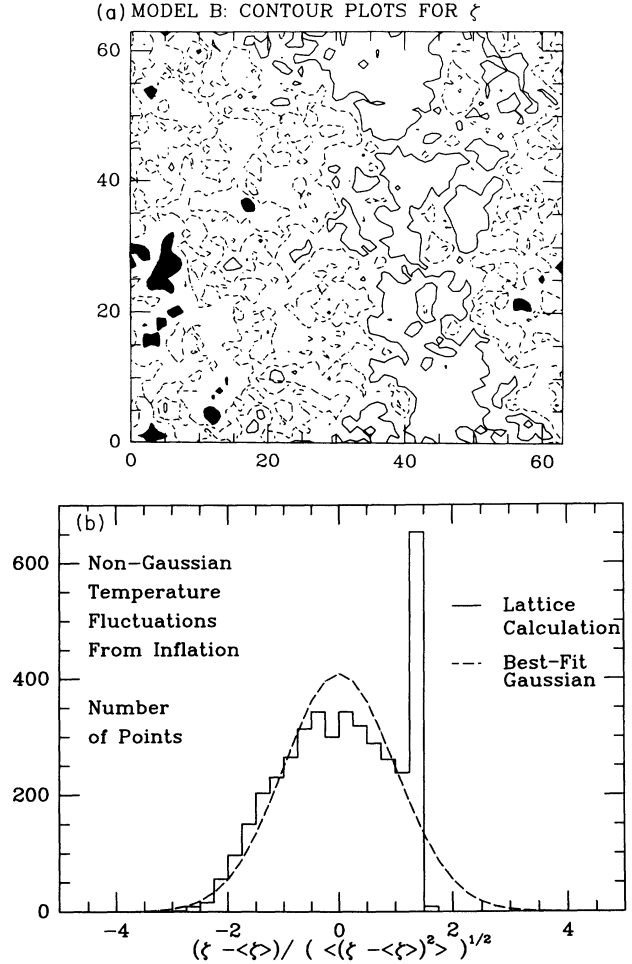 (a) MODEL B: CONTOUR PLOTS FOR ζ
60
40
20
0
0 20 40 60
(b)
600
400
200
0
Non-Gaussian
Temperature
Fluctuations
From Inflation
Number
of Points
Lattice
Calculation
Best-Fit
Gaussian
-4 -2 0 2 4
(ζ -<ζ>)/ ( <(ζ -<ζ>)²> )^1/2